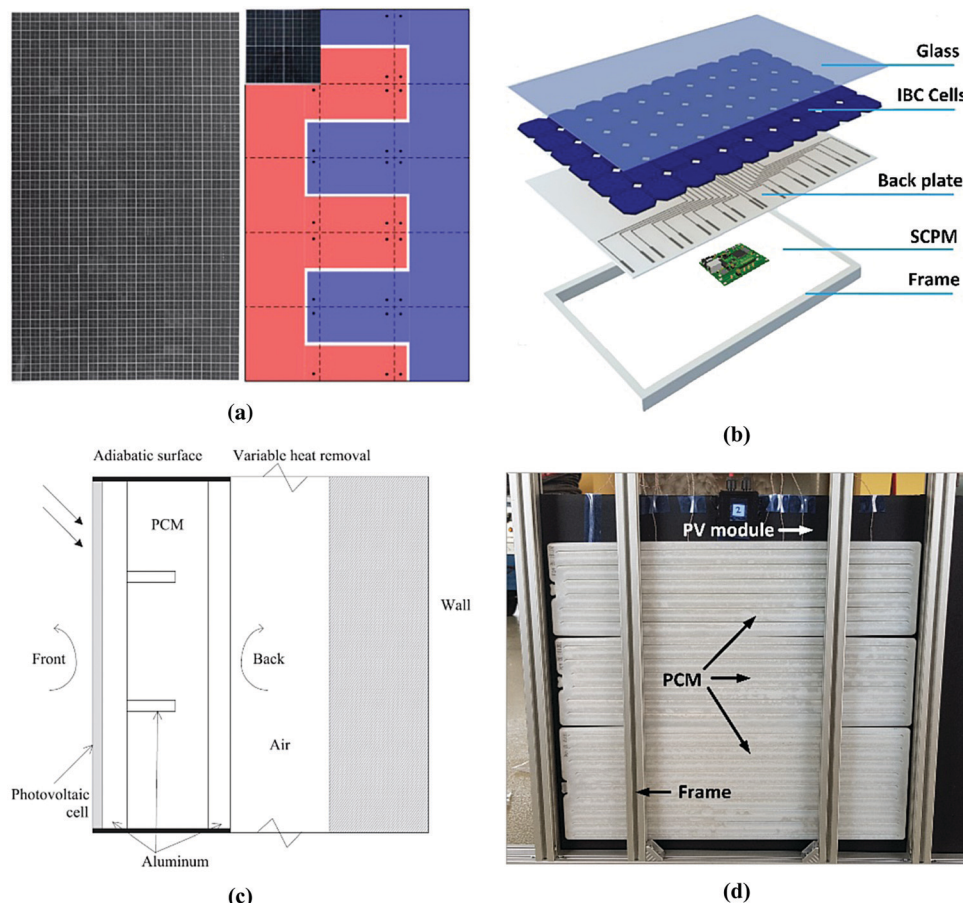 Glass
IBC Cells
Back plate
SCPM
Frame
(a)
(b)
Adiabatic surface
Variable heat removal
PCM
Wall
Front
Back
Air
Photovoltaic
cell
Aluminum
2
PV module
PCM
Frame
(c)
(d)